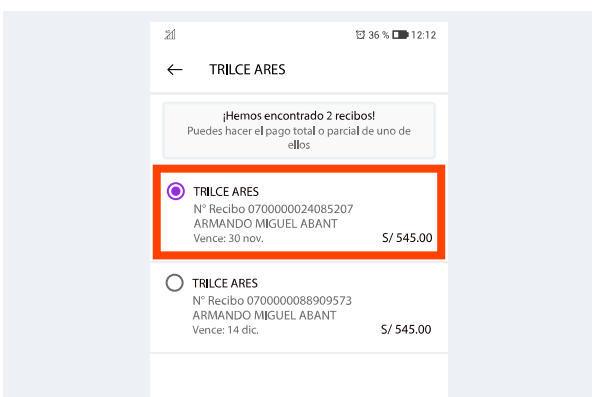 36 % 12:12
TRILCE ARES
¡Hemos encontrado 2 recibos!
Puedes hacer el pago total o parcial de uno de
ellos
TRILCE ARES
N° Recibo 0700000024085207
ARMANDO MIGUEL ABANT
Vence: 30 nov. S/ 545.00
TRILCE ARES
N° Recibo 0700000088909573
ARMANDO MIGUEL ABANT
Vence: 14 dic. S/ 545.00